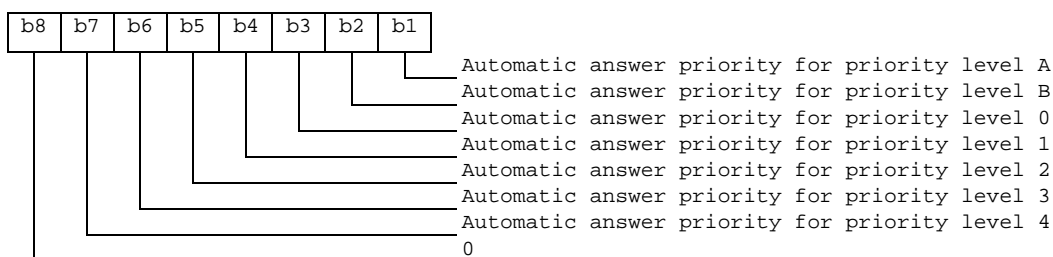 b8 b7 b6 b5 b4 b3 b2 b1
Automatic answer priority for priority level A
Automatic answer priority for priority level B
Automatic answer priority for priority level 0
Automatic answer priority for priority level 1
Automatic answer priority for priority level 2
Automatic answer priority for priority level 3
Automatic answer priority for priority level 4
0